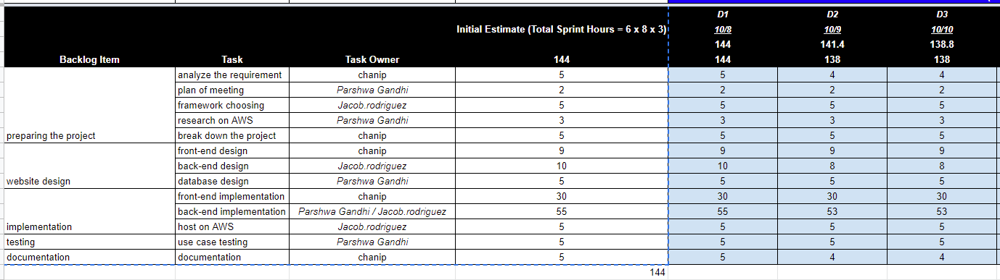 D1 D2 D3
Initial Estimate (Total Sprint Hours = 6 x 8 x 3) 10/8 10/9 10/10
144 141.4 138.8
Backlog Item Task Task Owner 144 144 138 138
analyze the requirement chanip 5 5 4 4
plan of meeting Parshwa Gandhi 2 2 2 2
framework choosing Jacob.rodriguez 5 5 5 5
research on AWS Parshwa Gandhi 3 3 3 3
preparing the project break down the project chanip 5 5 5 5
front-end design chanip 9 9 9 9
back-end design Jacob.rodriguez 10 10 8 8
website design database design Parshwa Gandhi 5 5 5 5
front-end implementation chanip 30 30 30 30
back-end implementation Parshwa Gandhi / Jacob.rodriguez 55 55 53 53
implementation host on AWS Jacob.rodriguez 5 5 5 5
testing use case testing Parshwa Gandhi 5 5 5 5
documentation documentation chanip 5 5 4 4
144